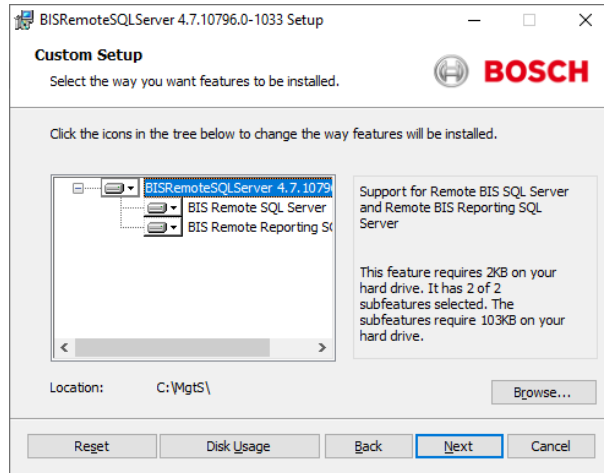 BISRemoteSQLServer 4.7.10796.0-1033 Setup
Custom Setup
Select the way you want features to be installed.
BOSCH
Click the icons in the tree below to change the way features will be installed.
BISRemoteSQLServer 4.7.1079
BIS Remote SQL Server
BIS Remote Reporting S
Support for Remote BIS SQL Server
and Remote BIS Reporting SQL
Server
This feature requires 2KB on your
hard drive. It has 2 of 2
subfeatures selected. The
subfeatures require 103KB on your
hard drive.
Location: C:\MgtS\
Browse...
Reset Disk Usage Back Next Cancel